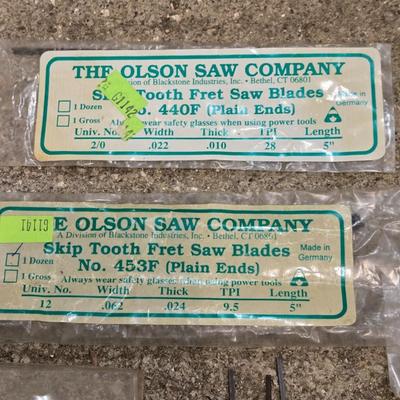 THE OLSON SAW COMPANY
A Division of Blackstone Industries, Inc. • Bethel, CT 06801
Skip Tooth Fret Saw Blades
No. 440F (Plain Ends)
1 Dozen
1 Gross
Made in
Germany
Always wear safety glasses when using power tools
Univ. No. Width Thick. TPI Length
2/0 .022 .010 28 5"
G1142
THE OLSON SAW COMPANY
A Division of Blackstone Industries, Inc. • Bethel, CT 06801
Skip Tooth Fret Saw Blades
No. 453F (Plain Ends)
1 Dozen
1 Gross
Made in
Germany
Always wear safety glasses when using power tools
Univ. No. Width Thick TPI Length
12 .062 .024 9.5 5"
G1141